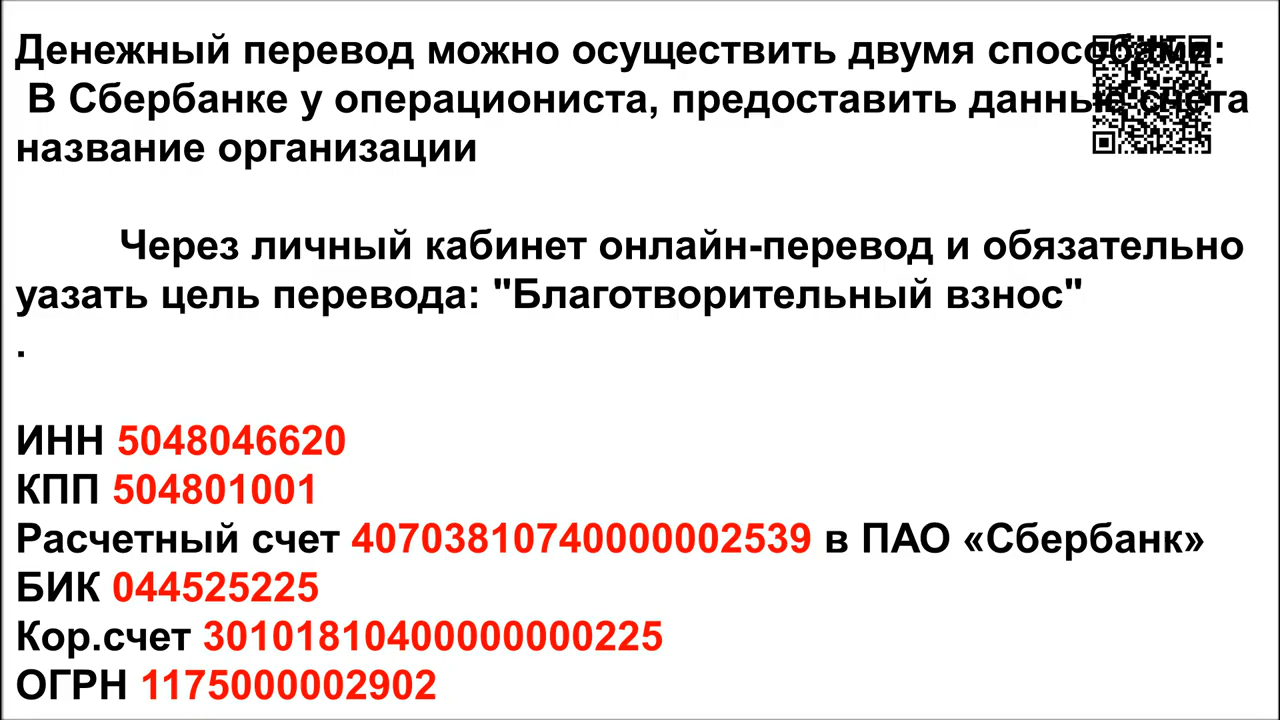 Денежный перевод можно осуществить двумя способами:
В Сбербанке у операциониста, предоставить данные счета
название организации
Через личный кабинет онлайн-перевод и обязательно
уазать цель перевода: "Благотворительный взнос"
.
ИНН 5048046620
КПП 504801001
Расчетный счет 40703810740000002539 в ПАО «Сбербанк»
БИК 044525225
Кор.счет 30101810400000000225
ОГРН 1175000002902